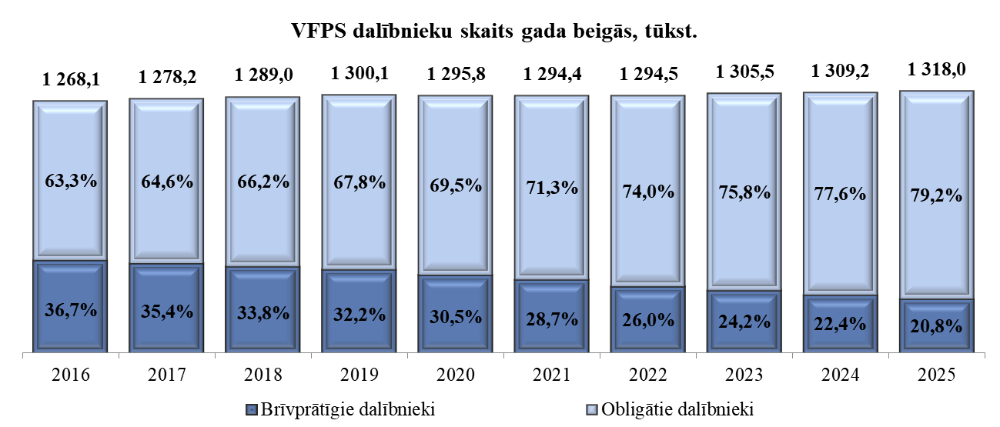 VFPS dalībnieku skaits gada beigās, tūkst.
1 268,1 1 278,2 1 289,0 1 300,1 1 295,8 1 294,4 1 294,5 1 305,5 1 309,2 1 318,0
63,3% 64,6% 66,2% 67,8% 69,5% 71,3% 74,0% 75,8% 77,6% 79,2%
36,7% 35,4% 33,8% 32,2% 30,5% 28,7% 26,0% 24,2% 22,4% 20,8%
2016 2017 2018 2019 2020 2021 2022 2023 2024 2025
Brīvprātīgie dalībnieki Obligātie dalībnieki